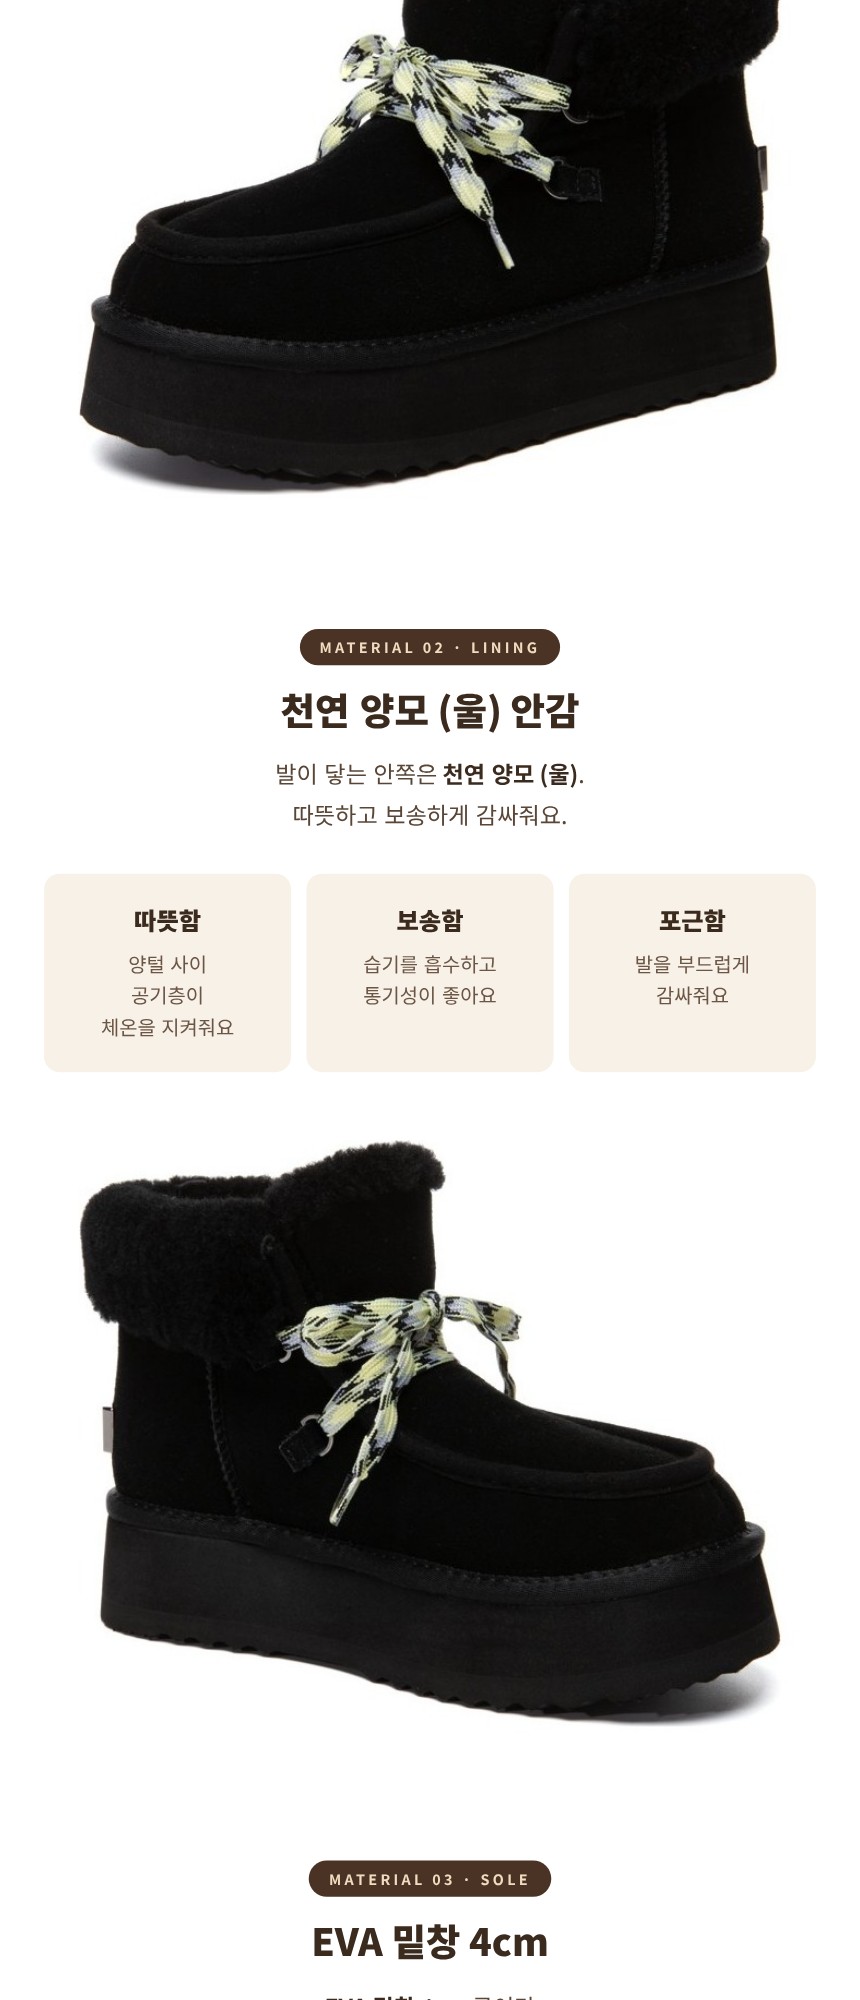 MATERIAL 02 · LINING
천연 양모 (울) 안감
발이 닿는 안쪽은 천연 양모 (울).
따뜻하고 보송하게 감싸줘요.
따뜻함
양털 사이
공기층이
체온을 지켜줘요
보송함
습기를 흡수하고
통기성이 좋아요
포근함
발을 부드럽게
감싸줘요
MATERIAL 03 · SOLE
EVA 밑창 4cm